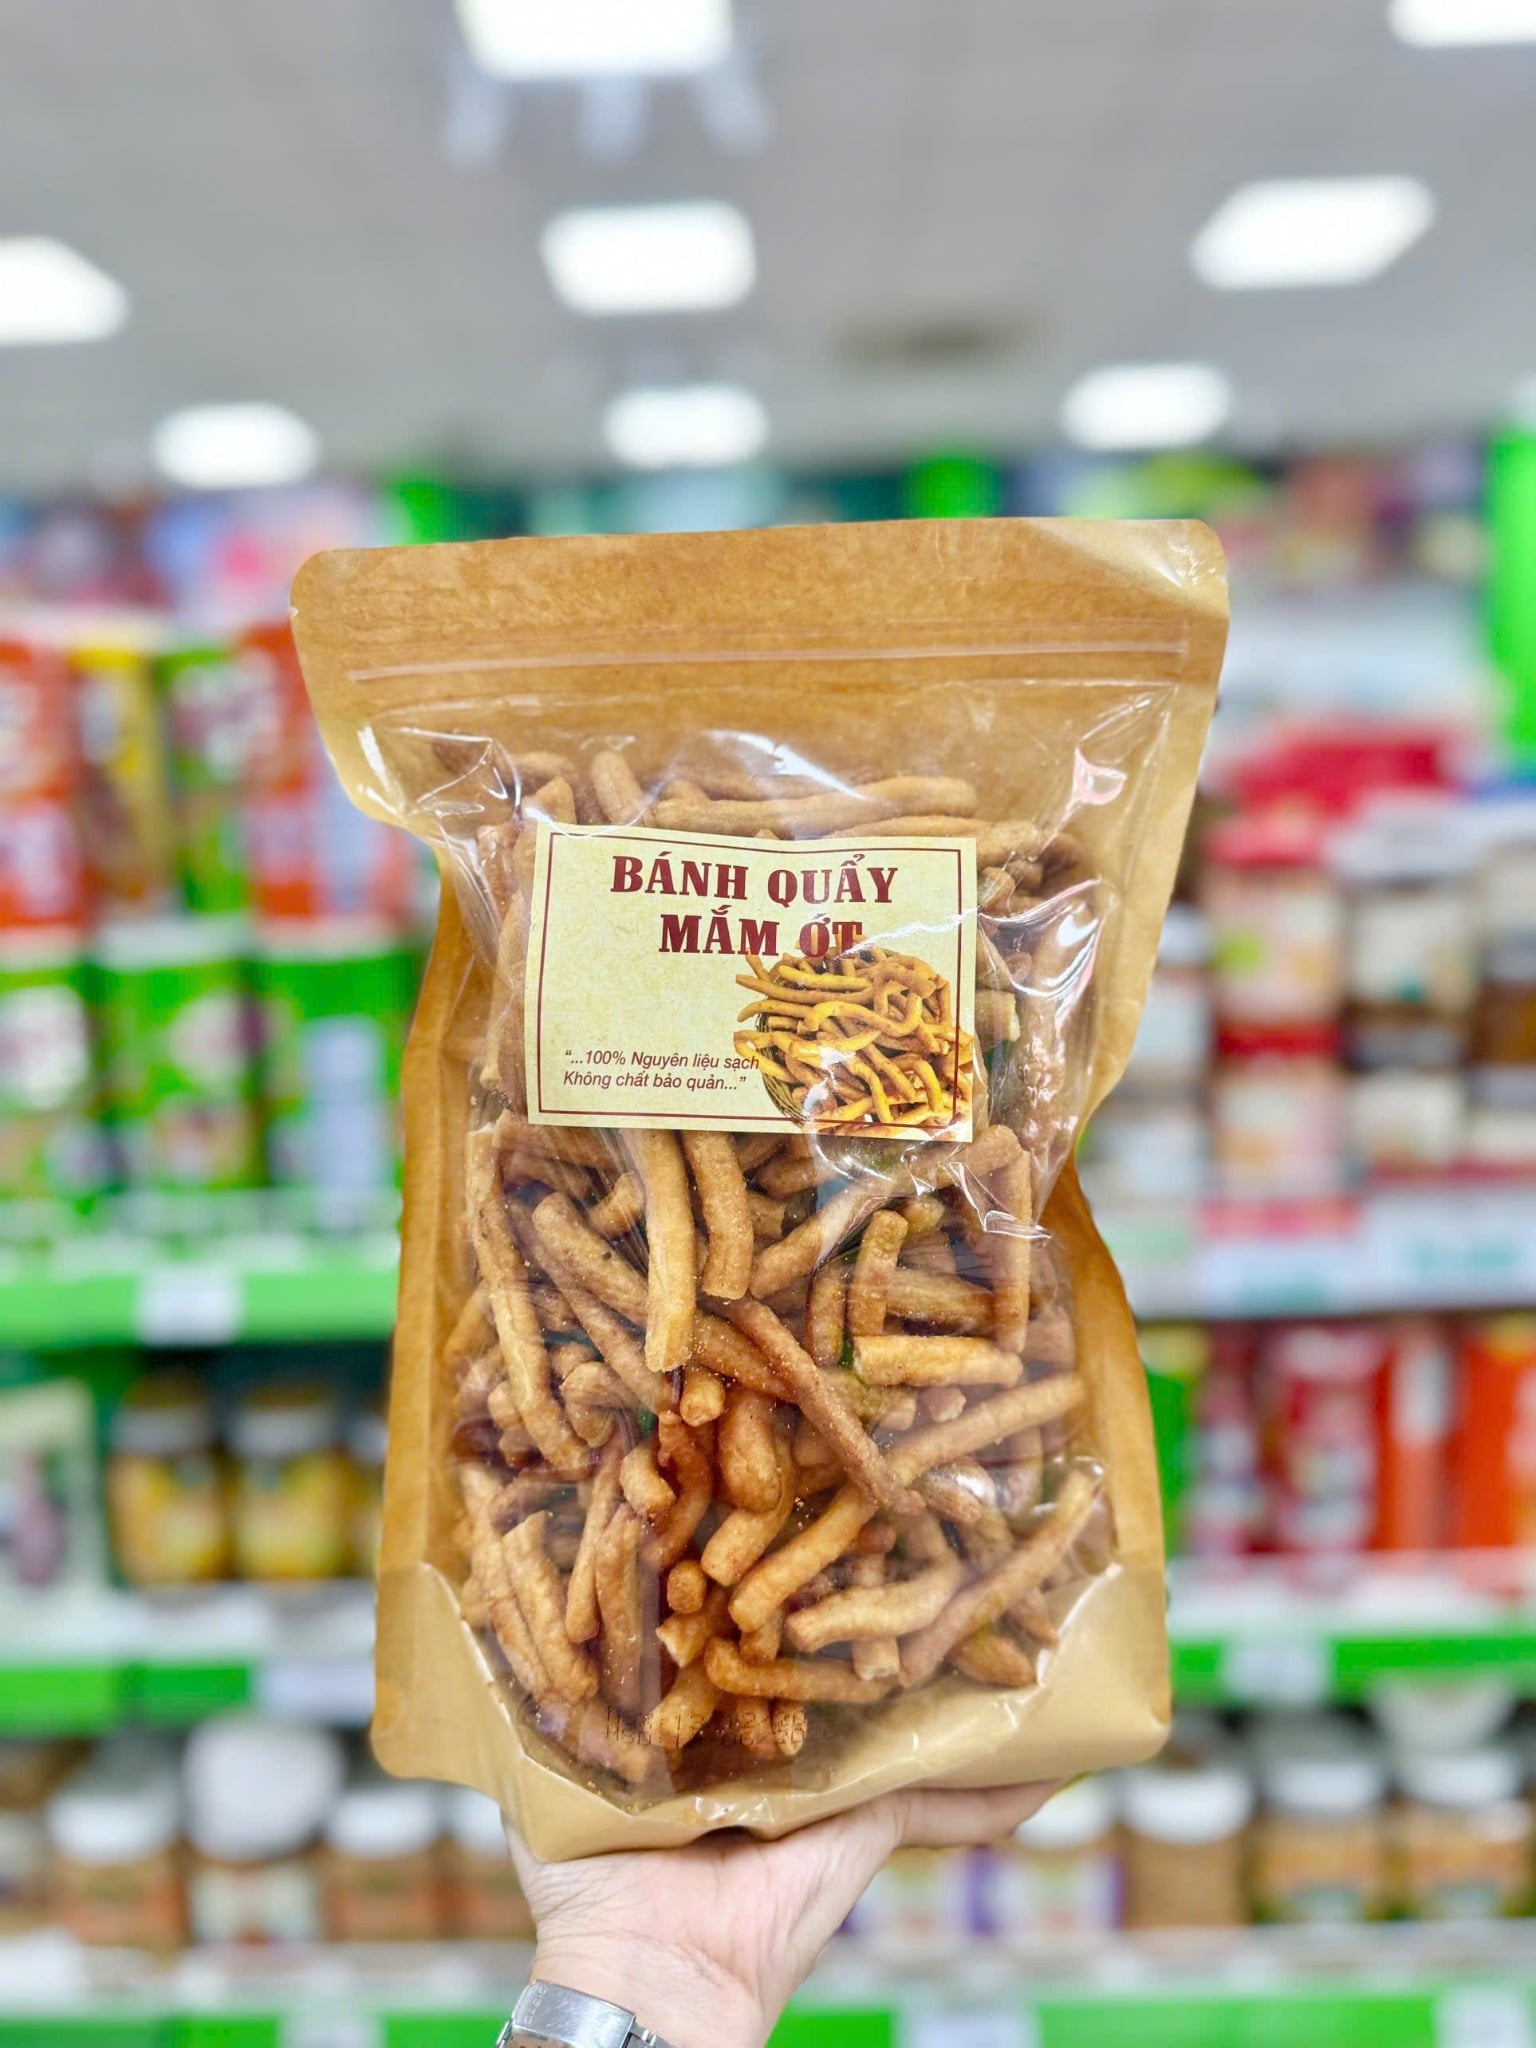 BÁNH QUẨY
MẮM ỚT
“...100% Nguyên liệu sạch
Không chất bảo quản...”